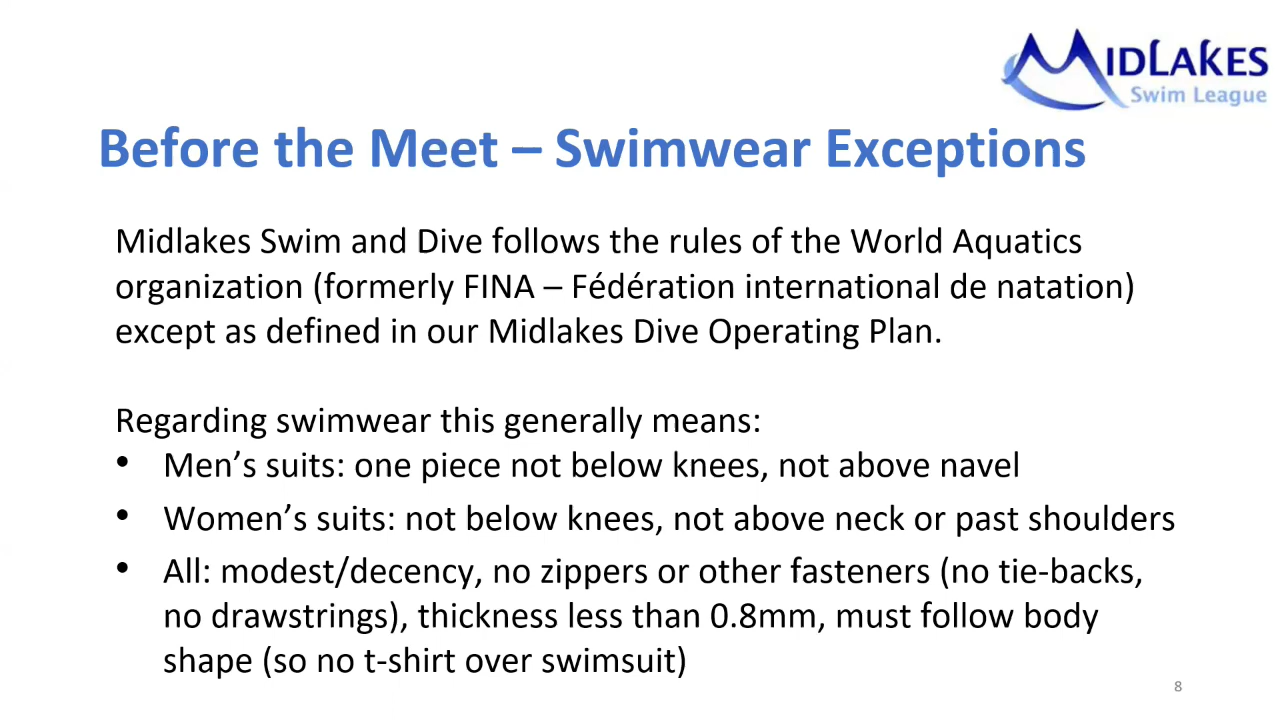 MIDLAKES
Swim League
Before the Meet – Swimwear Exceptions
Midlakes Swim and Dive follows the rules of the World Aquatics
organization (formerly FINA – Fédération international de natation)
except as defined in our Midlakes Dive Operating Plan.
Regarding swimwear this generally means:
• Men’s suits: one piece not below knees, not above navel
• Women’s suits: not below knees, not above neck or past shoulders
• All: modest/decency, no zippers or other fasteners (no tie-backs,
no drawstrings), thickness less than 0.8mm, must follow body
shape (so no t-shirt over swimsuit)
8